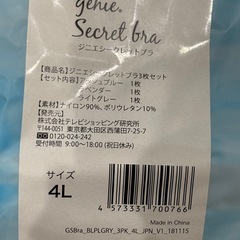 genie.
Secret bra
ジニエシークレットブラ
【商品名】ジニエシークレットブラ3枚セット
【セット内容】アッシュブルー 1枚
ラベンダー 1枚
ライトグレー 1枚
【素材】ナイロン90%、ポリウレタン10%
発売元
株式会社テレビショッピング研究所
〒144-0051
東京都大田区西蒲田7-25-7
0120-024-242
受付時間 9:00〜18:00(祝日休み)
サイズ
4L
4 573331 700766
GSBra_BLPLGRY_3PK_4L_JPN_V1_181115